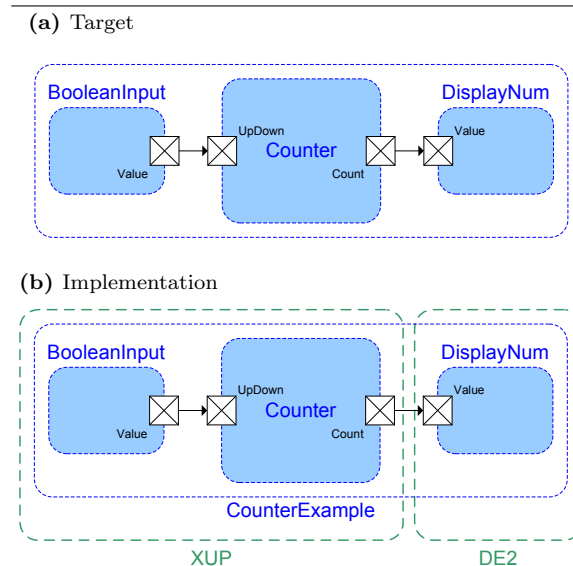 (a) Target
BooleanInput
DisplayNum
UpDown
Value
Counter
Value
Count
(b) Implementation
BooleanInput
DisplayNum
UpDown
Value
Counter
Value
Count
CounterExample
XUP
DE2